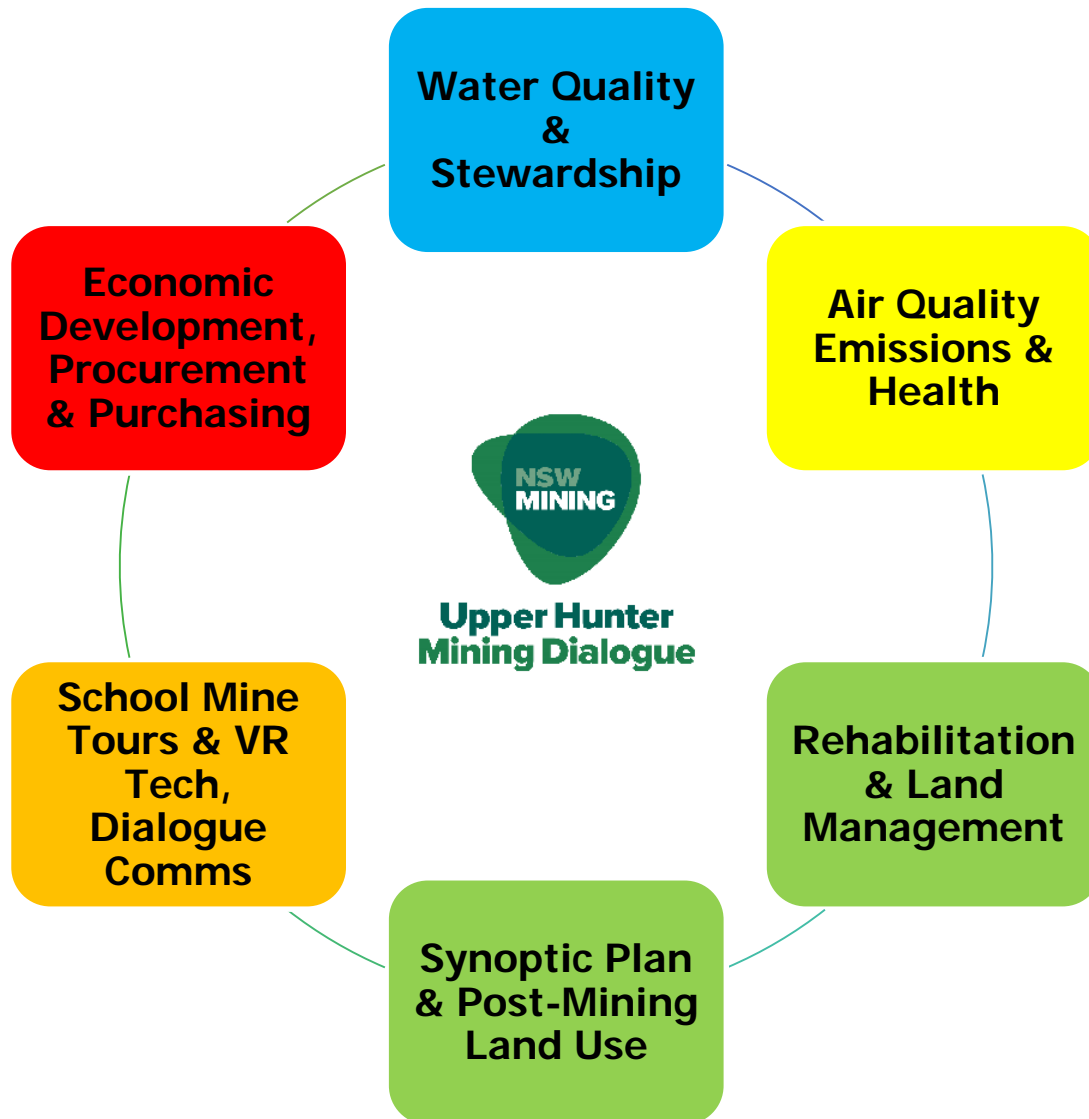 Water Quality
&
Stewardship
Air Quality
Emissions &
Health
Rehabilitation
& Land
Management
Synoptic Plan
& Post-Mining
Land Use
School Mine
Tours & VR
Tech,
Dialogue
Comms
Economic
Development,
Procurement
& Purchasing
NSW
MINING
Upper Hunter
Mining Dialogue